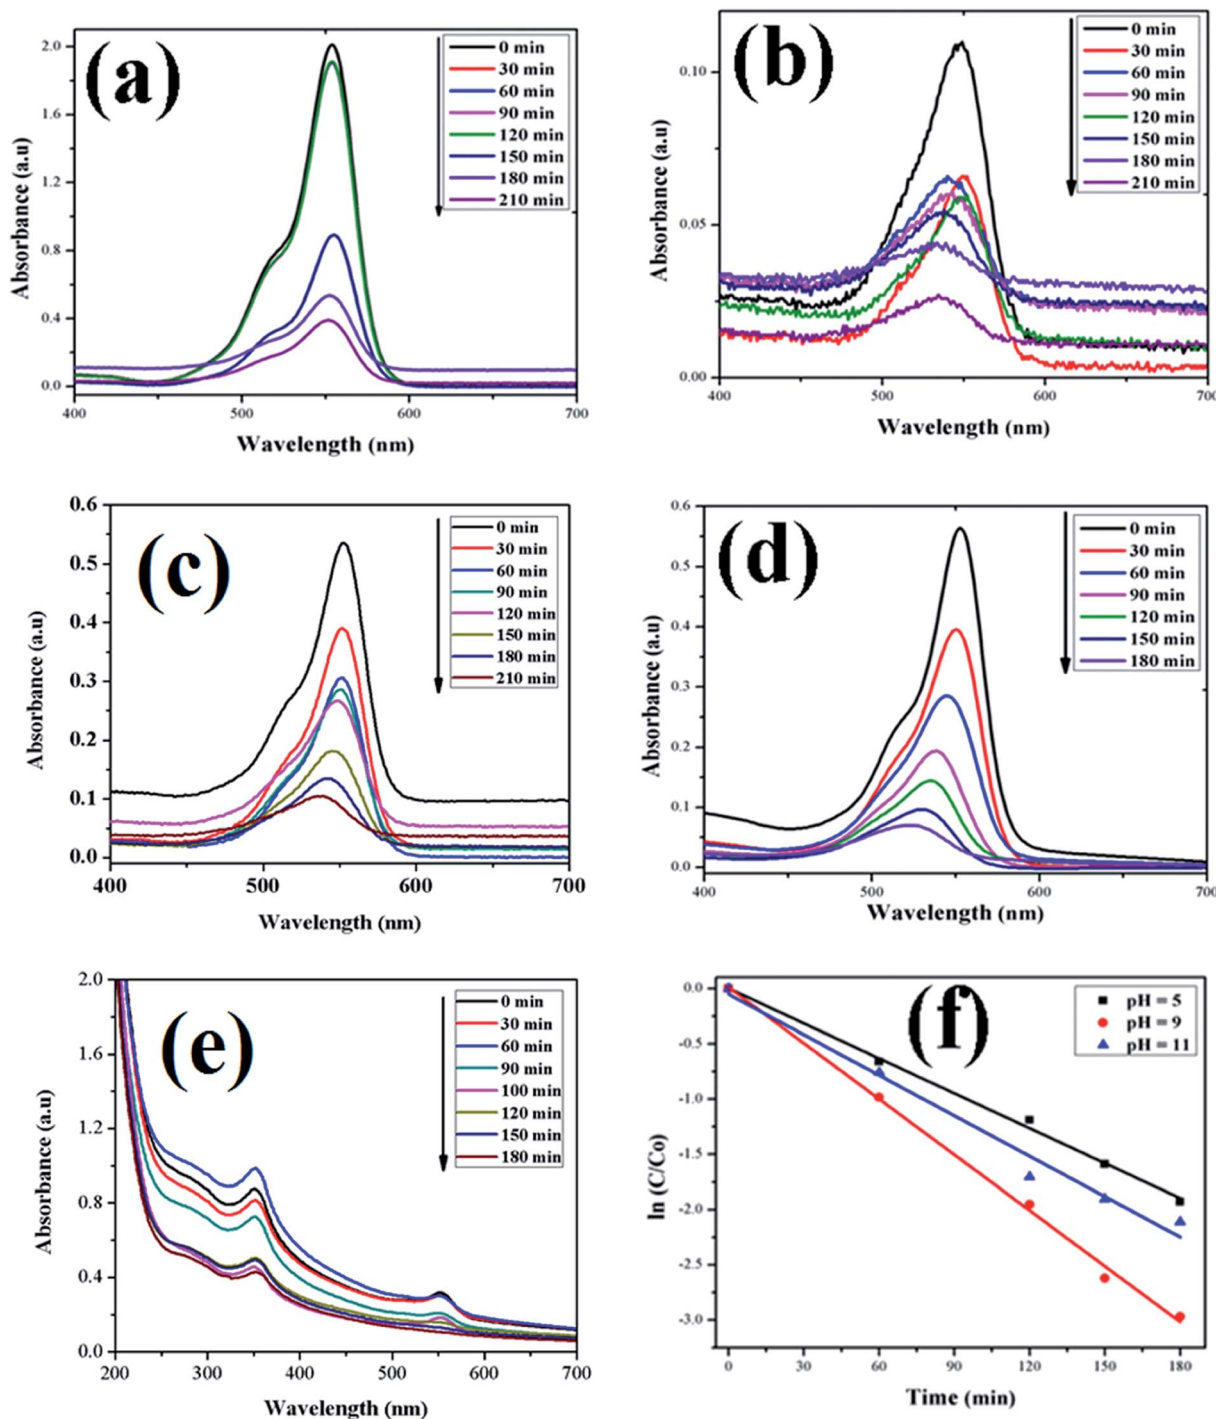 (a)
2.0
1.6
1.2
0.8
0.4
0.0
Absorbance (a.u)
400
500
600
700
Wavelength (nm)
0 min
30 min
60 min
90 min
120 min
150 min
180 min
210 min
(b)
0.10
0.05
0.00
Absorbance (a.u)
400
500
600
700
Wavelength (nm)
0 min
30 min
60 min
90 min
120 min
150 min
180 min
210 min
(c)
0.6
0.5
0.4
0.3
0.2
0.1
0.0
Absorbance (a.u)
400
500
600
700
Wavelength (nm)
0 min
30 min
60 min
90 min
120 min
150 min
180 min
210 min
(d)
0.6
0.5
0.4
0.3
0.2
0.1
0.0
Absorbance (a.u)
400
500
600
700
Wavelength (nm)
0 min
30 min
60 min
90 min
120 min
150 min
180 min
(e)
2.0
1.6
1.2
0.8
0.4
0.0
Absorbance (a.u)
200
300
400
500
600
700
Wavelength (nm)
0 min
30 min
60 min
90 min
100 min
120 min
150 min
180 min
(f)
0.0
-0.5
-1.0
-1.5
-2.0
-2.5
-3.0
ln (C/Co)
0
30
60
90
120
150
180
Time (min)
pH = 5
pH = 9
pH = 11